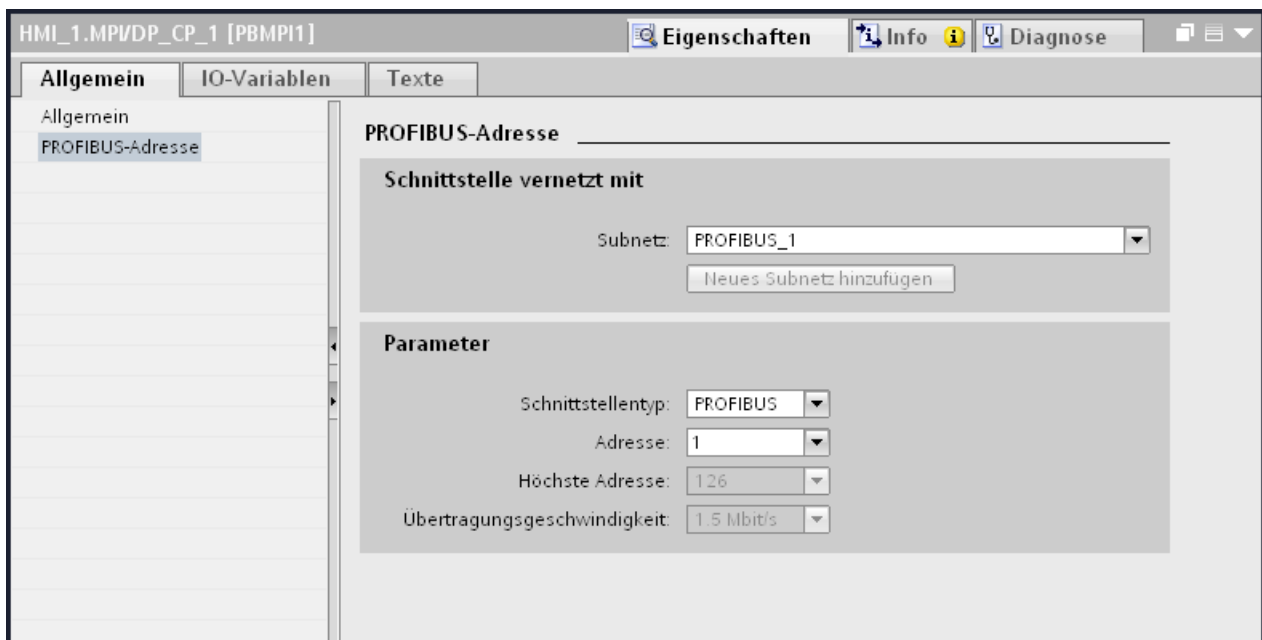 HMI_1.MPI/DP_CP_1 [PBMPI1]
Eigenschaften
Info
Diagnose
Allgemein
IO-Variablen
Texte
Allgemein
PROFIBUS-Adresse
PROFIBUS-Adresse
Schnittstelle vernetzt mit
Subnetz: PROFIBUS_1
Neues Subnetz hinzufügen
Parameter
Schnittstellentyp: PROFIBUS
Adresse: 1
Höchste Adresse: 126
Übertragungsgeschwindigkeit: 1.5 Mbit/s